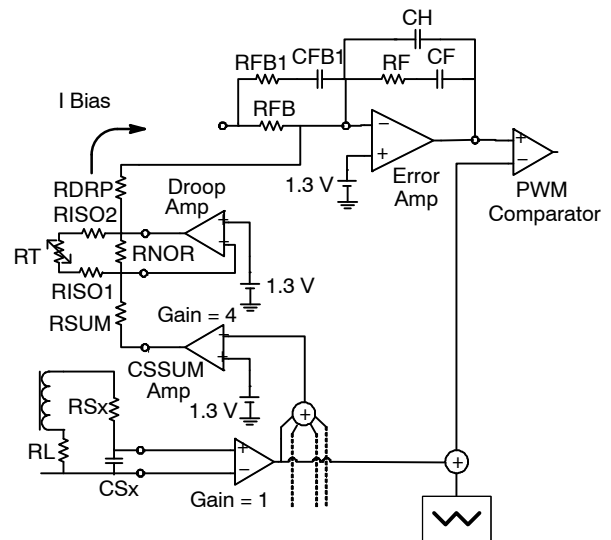 CH
RFB1 CFB1 RF CF
I Bias
RFB
−
+
+
−
1.3 V
Error
Amp
PWM
Comparator
RDRP
Droop
Amp
RISO2
+
+
RT
RNOR
RISO1
1.3 V
RSUM
Gain = 4
+
+
CSSUM
Amp
1.3 V
RSx
+
RL
+
−
+
CSx
Gain = 1